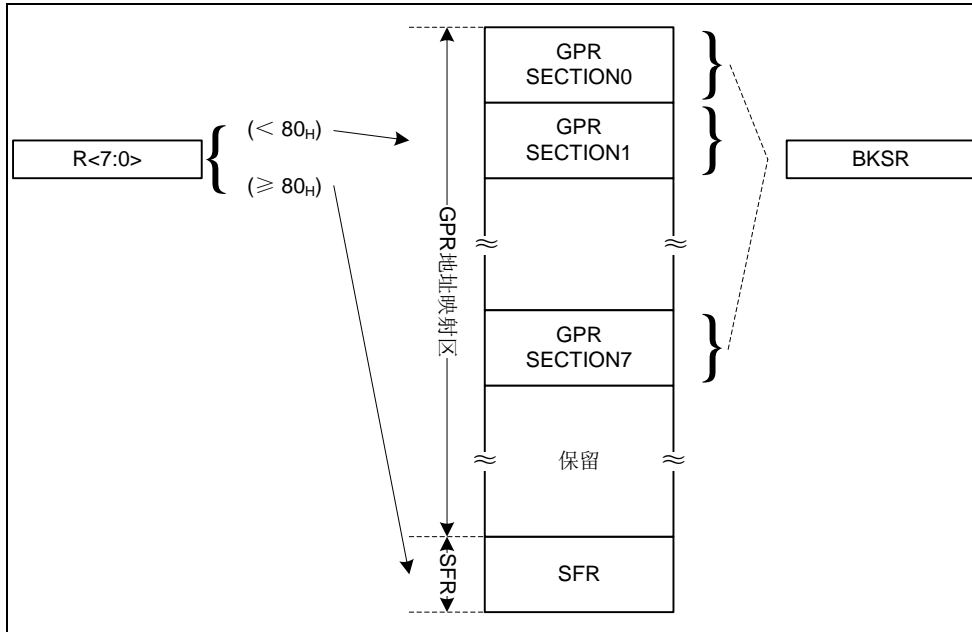 GPR
SECTION0
(＜ 80H)
GPR
SECTION1
R<7:0>
BKSR
(≥ 80H)
GPR地址映射区
GPR
SECTION7
保留
SFR
SFR